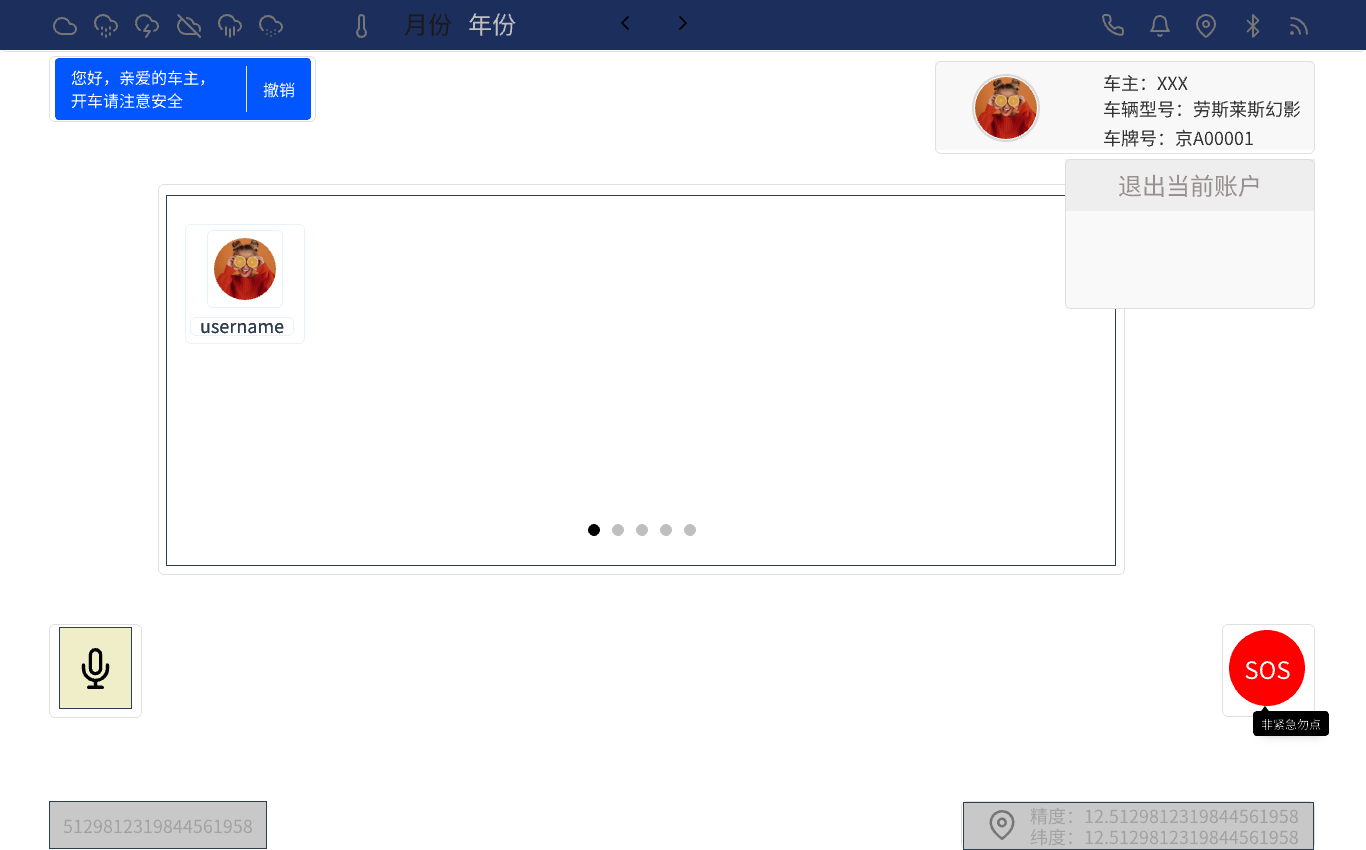 月份 年份
您好，亲爱的车主，
开车请注意安全
撤销
车主：XXX
车辆型号：劳斯莱斯幻影
车牌号：京A00001
退出当前账户
username
SOS
非紧急勿点
5129812319844561958
精度：12.5129812319844561958
纬度：12.5129812319844561958